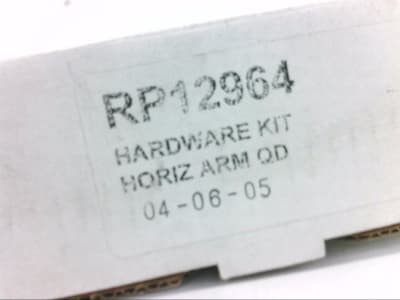 RP12964
HARDWARE KIT
HORIZ ARM QD
04-06-05